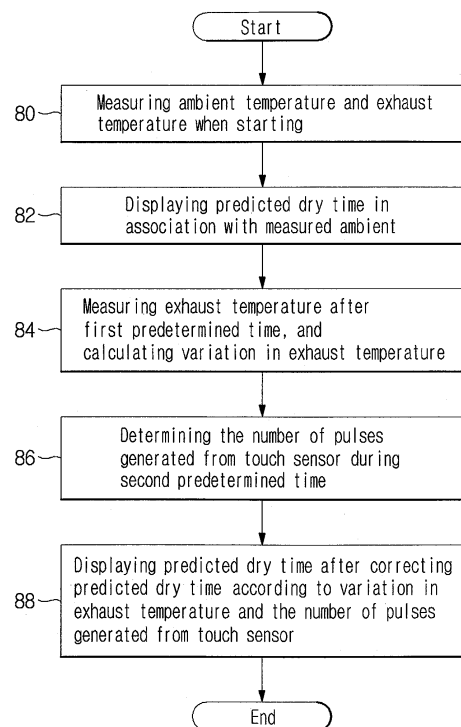 Start
80
Measuring ambient temperature and exhaust
temperature when starting
82
Displaying predicted dry time in
association with measured ambient
84
Measuring exhaust temperature after
first predetermined time, and
calculating variation in exhaust temperature
86
Determining the number of pulses
generated from touch sensor during
second predetermined time
88
Displaying predicted dry time after correcting
predicted dry time according to variation in
exhaust temperature and the number of pulses
generated from touch sensor
End